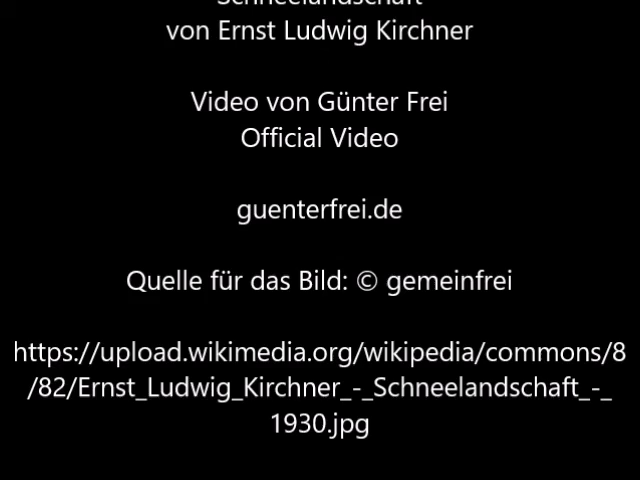 Schneelandschaft
von Ernst Ludwig Kirchner
Video von Günter Frei
Official Video
guenterfrei.de
Quelle für das Bild: © gemeinfrei
https://upload.wikimedia.org/wikipedia/commons/8
/82/Ernst_Ludwig_Kirchner_-_Schneelandschaft_-_
1930.jpg